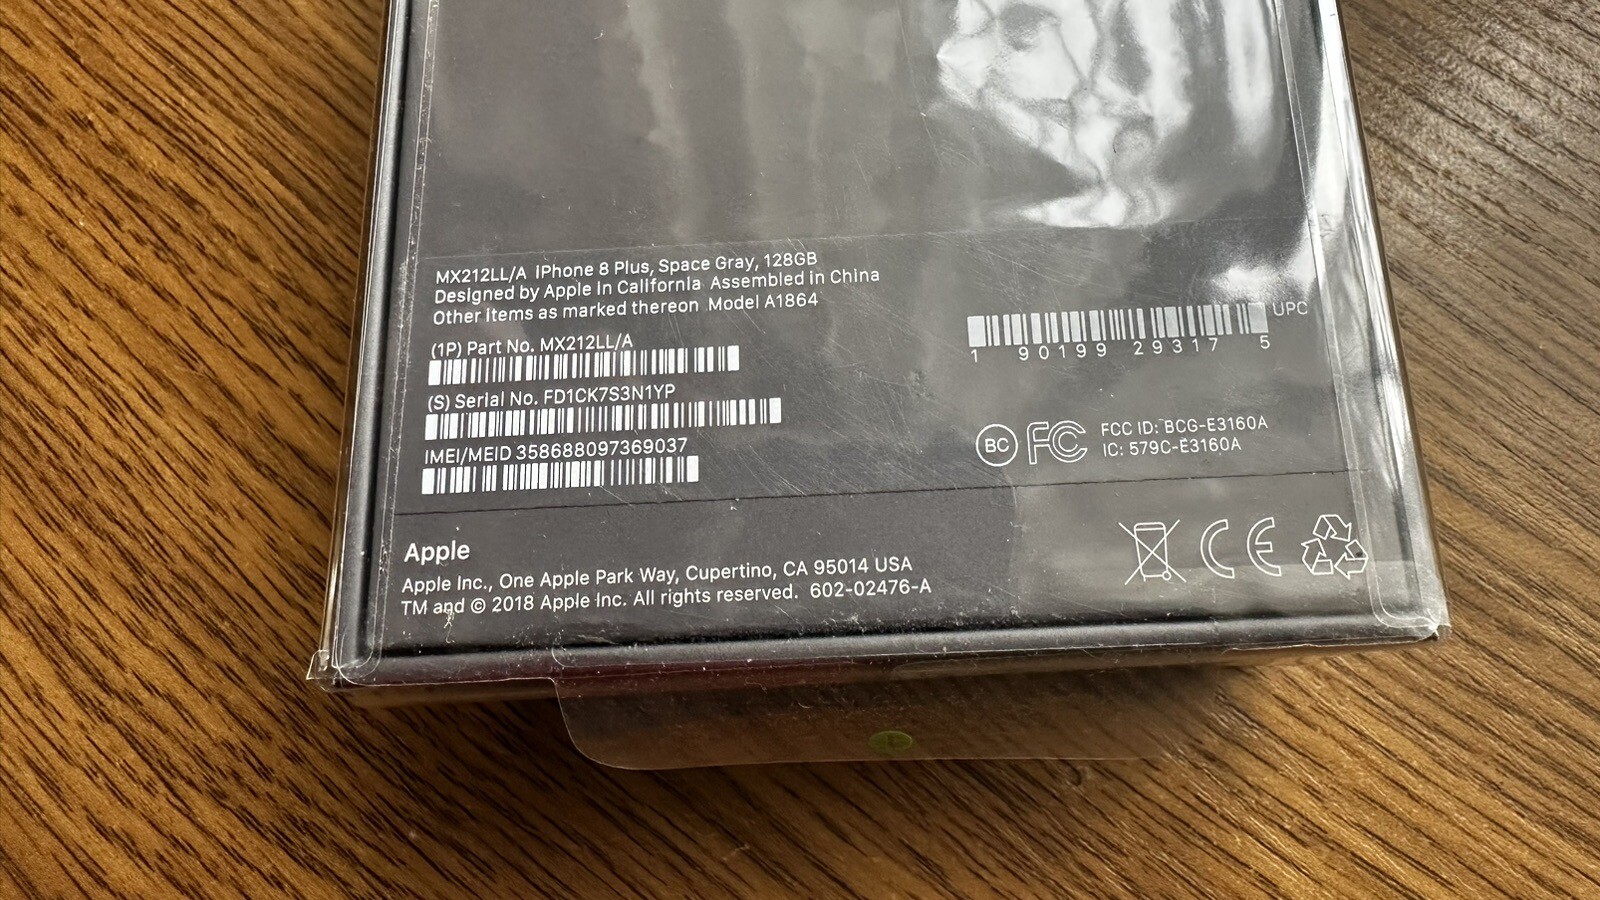 MX212LL/A iPhone 8 Plus, Space Gray, 128GB
Designed by Apple in California Assembled in China
Other items as marked thereon Model A1864
(1P) Part No. MX212LL/A
(S) Serial No. FD1CK7S3N1YP
IMEI/MEID 358688097369037
UPC
1 90199 29317 5
BC FC FCC ID: BCG-E3160A
IC: 579C-E3160A
Apple
Apple Inc., One Apple Park Way, Cupertino, CA 95014 USA
TM and © 2018 Apple Inc. All rights reserved. 602-02476-A
CE